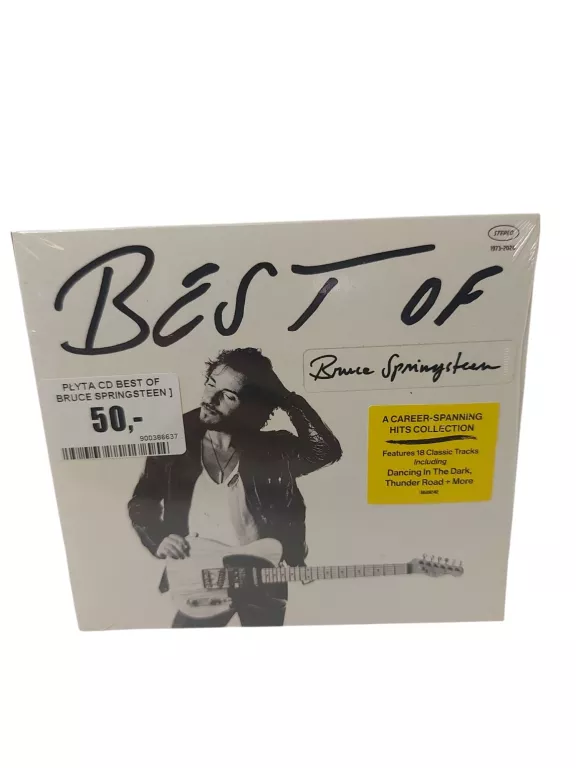 STEREO
BEST OF
Bruce Springsteen
PŁYTA CD BEST OF
BRUCE SPRINGSTEEN ]
50,-
900386637
A CAREER-SPANNING
HITS COLLECTION
Features 18 Classic Tracks
Including
Dancing In The Dark,
Thunder Road + More